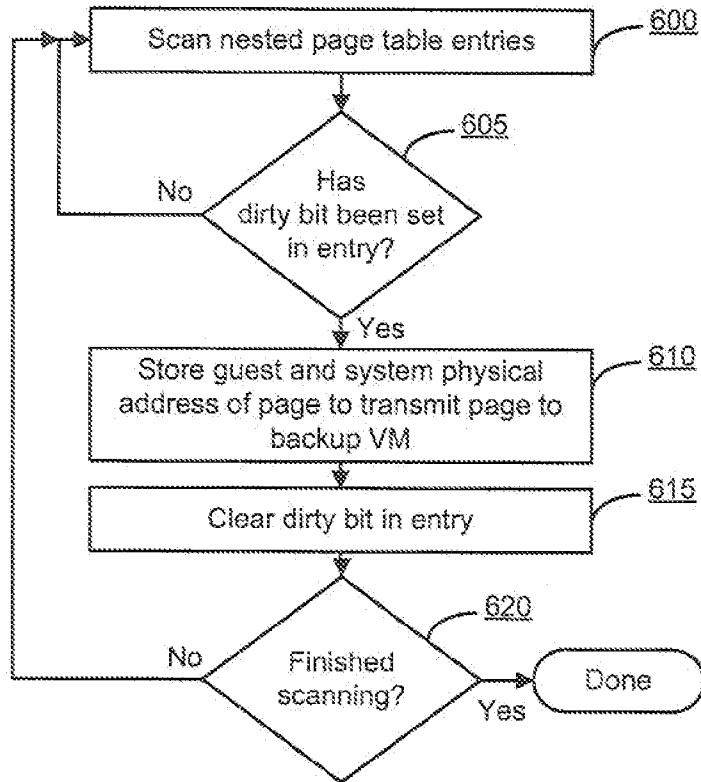 Scan nested page table entries
600
605
Has
dirty bit been set
in entry?
No
Yes
610
Store guest and system physical
address of page to transmit page to
backup VM
615
Clear dirty bit in entry
620
No
Finished
scanning?
Yes
Done